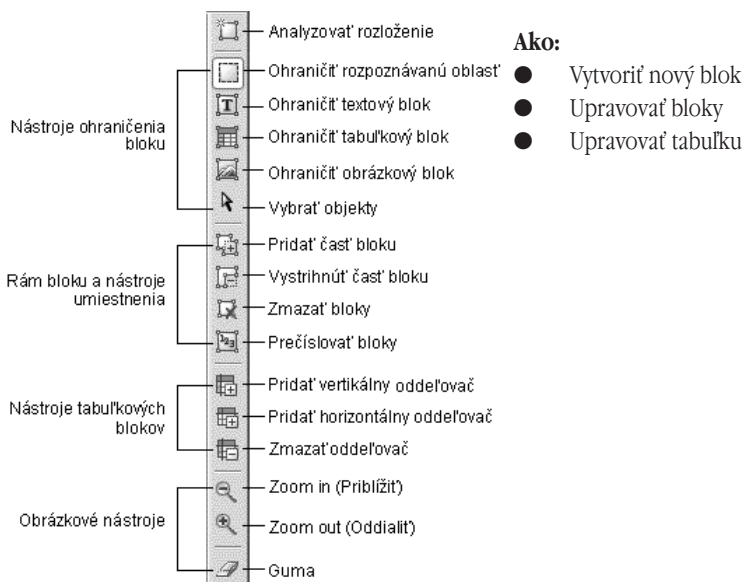 Analyzovať rozloženie
Nástroje ohraničenia
bloku
Ohraničiť rozpoznávanú oblasť
Ohraničiť textový blok
Ohraničiť tabuľkový blok
Ohraničiť obrázkový blok
Vybrať objekty
Rám bloku a nástroje
umiestnenia
Pridať časť bloku
Vystrihnúť časť bloku
Zmazať bloky
Prečíslovať bloky
Nástroje tabuľkových
blokov
Pridať vertikálny oddeľovač
Pridať horizontálny oddeľovač
Zmazať oddeľovač
Obrázkové nástroje
Zoom in (Priblížiť)
Zoom out (Oddialiť)
Guma
Ako:
● Vytvoriť nový blok
● Upravovať bloky
● Upravovať tabuľku